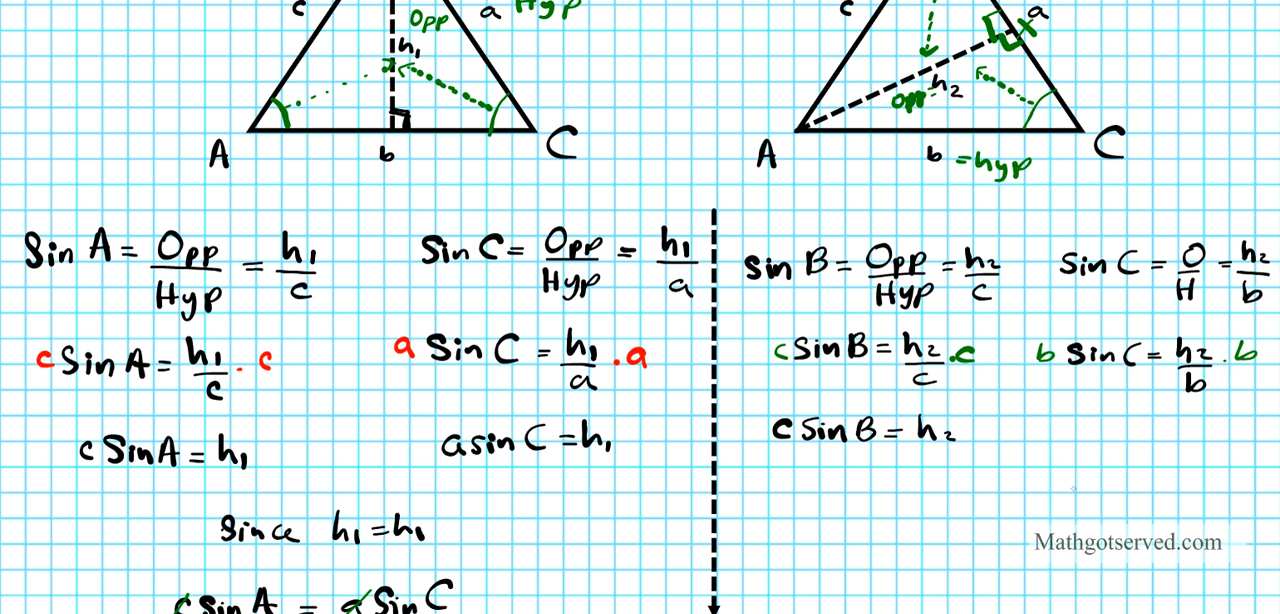 c
Opp
a Hyp
h₁
A
b
C
c
a
h₂
opp
A
b = hyp
C
Sin A = Opp/Hyp = h₁/c
c Sin A = h₁/c · c
c Sin A = h₁
Sin C = Opp/Hyp = h₁/a
a Sin C = h₁/a · a
a sin C = h₁
Since h₁ = h₁
c Sin A = a Sin C
Sin B = Opp/Hyp = h₂/c
c Sin B = h₂/c · c
c Sin B = h₂
Sin C = O/H = h₂/b
b Sin C = h₂/b · b
Mathgotserved.com